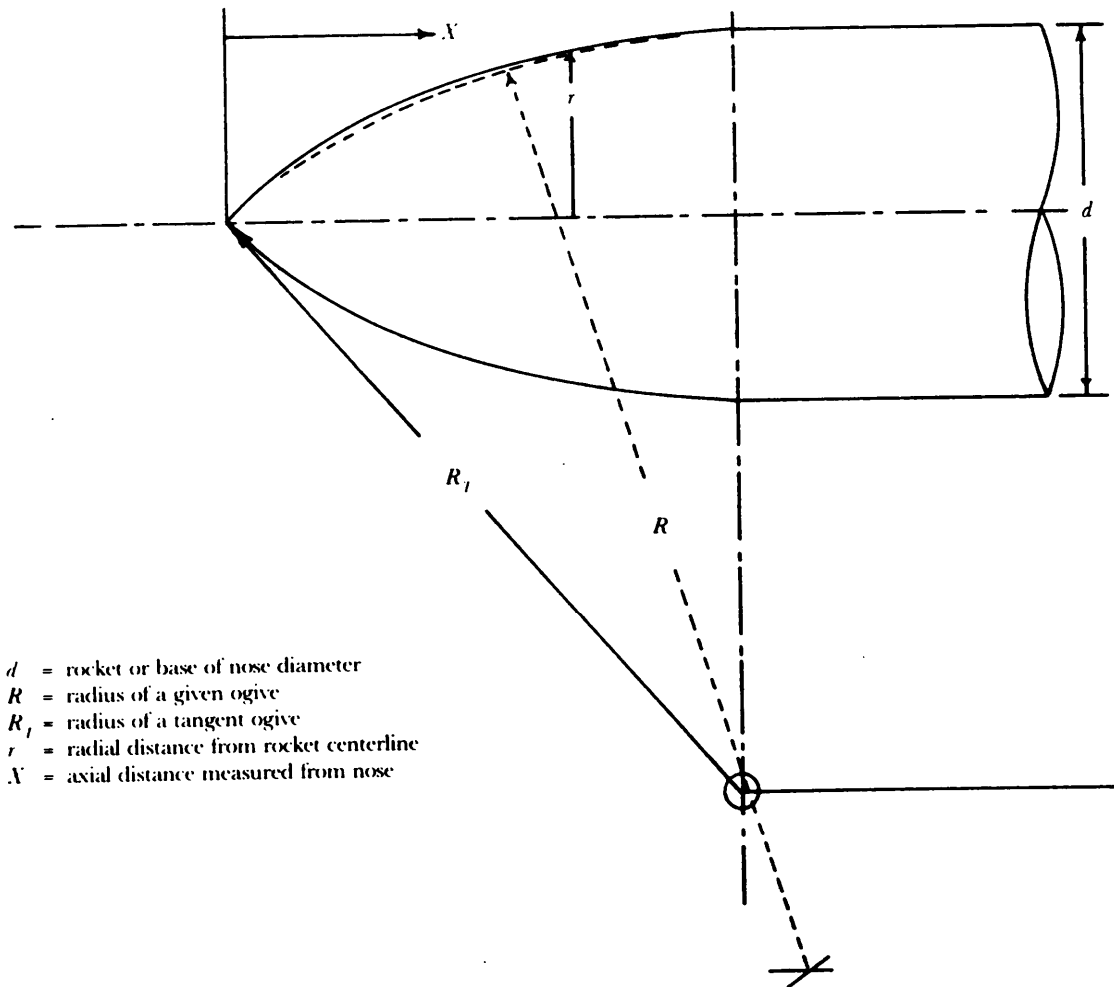 X
r
d
R₁
R
d = rocket or base of nose diameter
R = radius of a given ogive
R₁ = radius of a tangent ogive
r = radial distance from rocket centerline
X = axial distance measured from nose